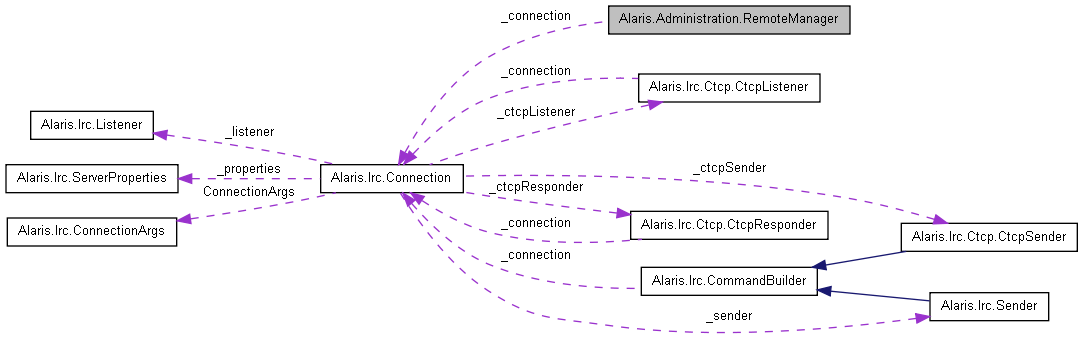 Alaris.Administration.RemoteManager
_connection
_connection
Alaris.Irc.Ctcp.CtcpListener
_ctcpListener
Alaris.Irc.Listener
_listener
_properties
Alaris.Irc.ServerProperties
Alaris.Irc.Connection
_ctcpSender
_ctcpResponder
ConnectionArgs
Alaris.Irc.ConnectionArgs
_connection
Alaris.Irc.Ctcp.CtcpResponder
Alaris.Irc.Ctcp.CtcpSender
_connection
Alaris.Irc.CommandBuilder
Alaris.Irc.Sender
_sender